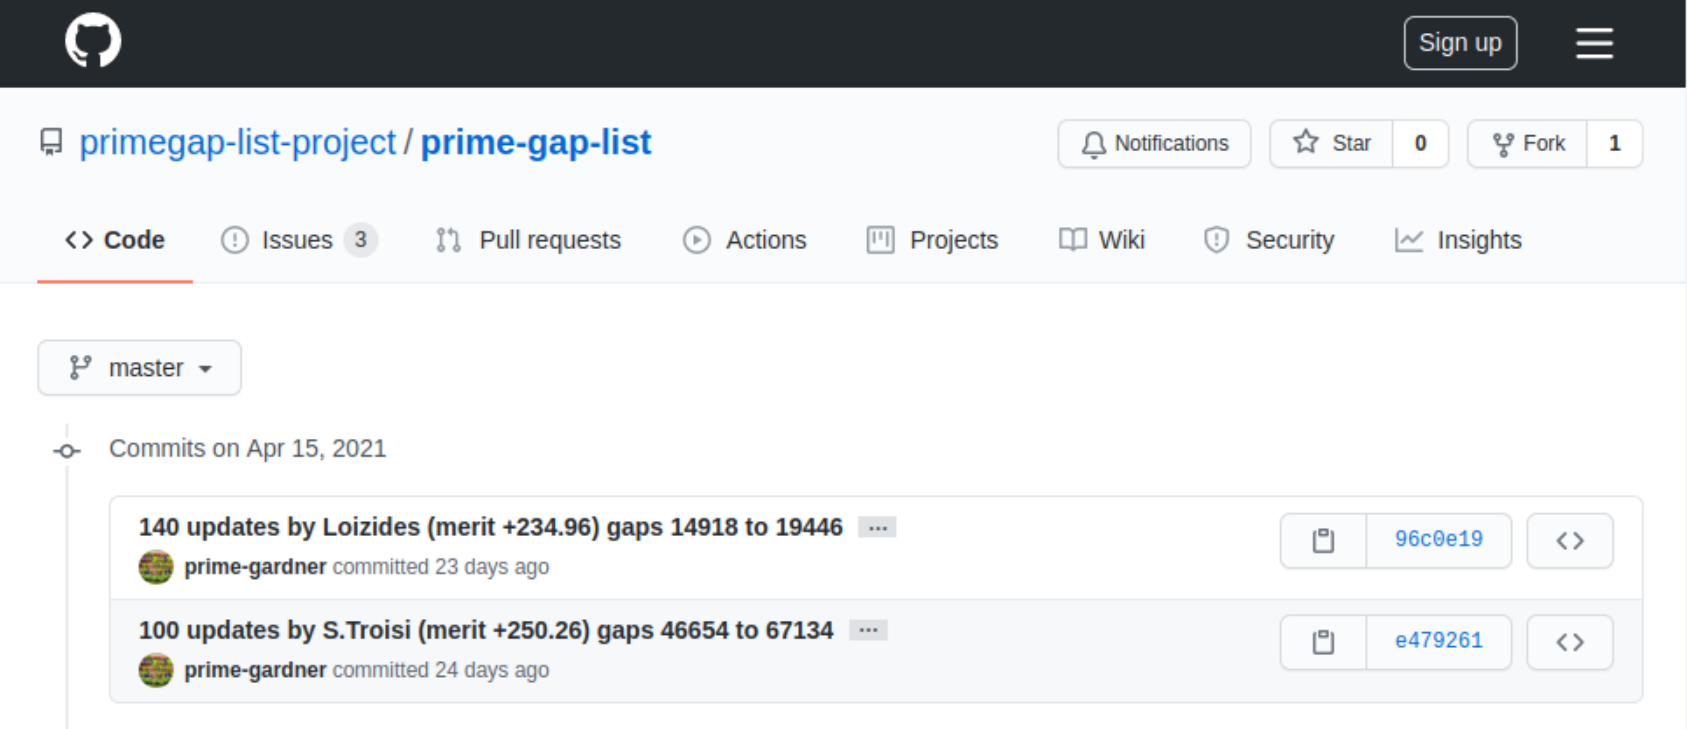 Sign up
primegap-list-project / prime-gap-list
Notifications
Star 0
Fork 1
Code
Issues 3
Pull requests
Actions
Projects
Wiki
Security
Insights
master
Commits on Apr 15, 2021
140 updates by Loizides (merit +234.96) gaps 14918 to 19446 ...
96c0e19
prime-gardner committed 23 days ago
100 updates by S.Troisi (merit +250.26) gaps 46654 to 67134 ...
e479261
prime-gardner committed 24 days ago